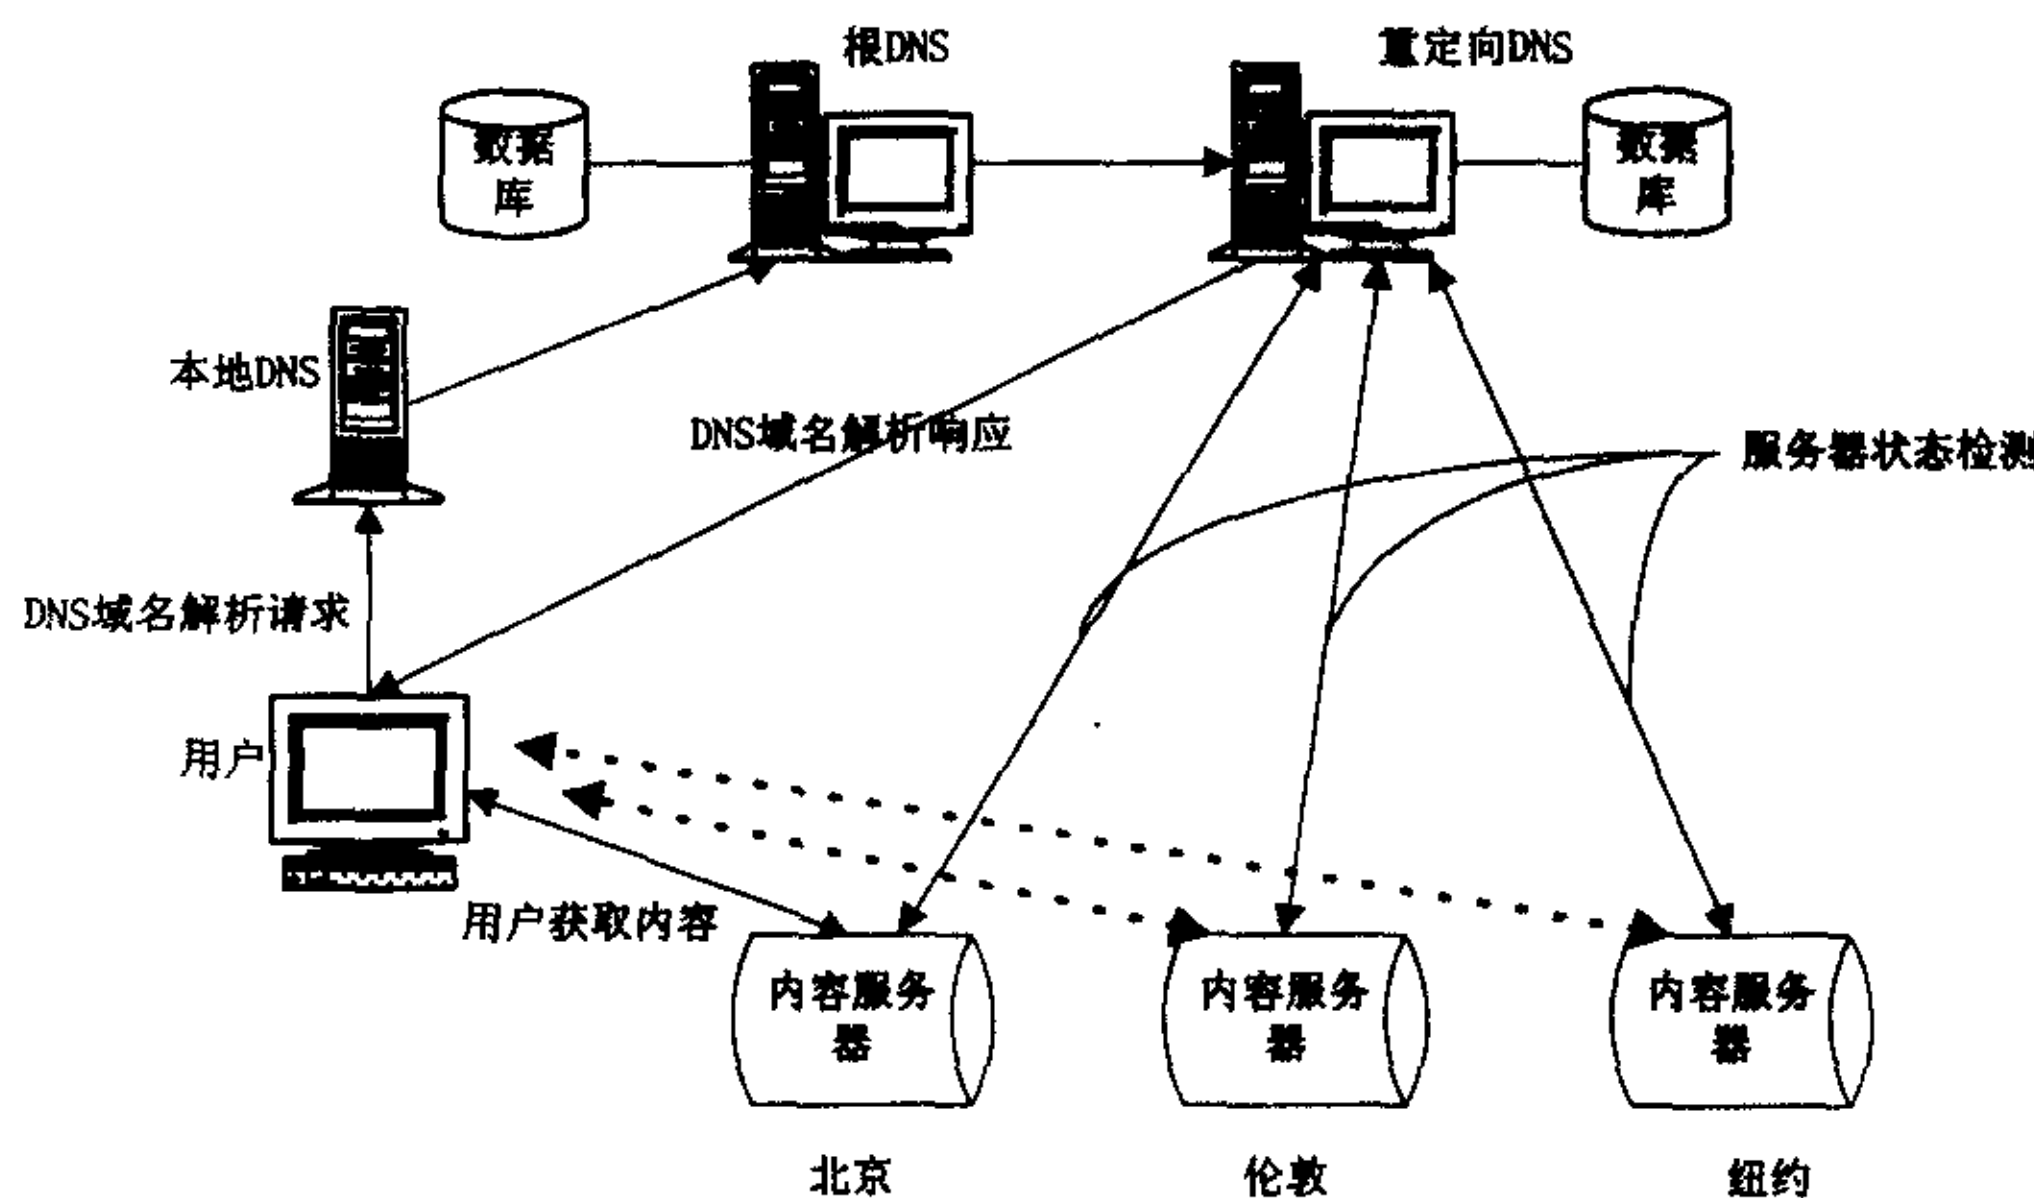 根DNS
重定向DNS
数据
库
数据
库
本地DNS
DNS域名解析响应
服务器状态检测
DNS域名解析请求
用户
用户获取内容
内容服务
器
内容服务
器
内容服务
器
北京
伦敦
纽约